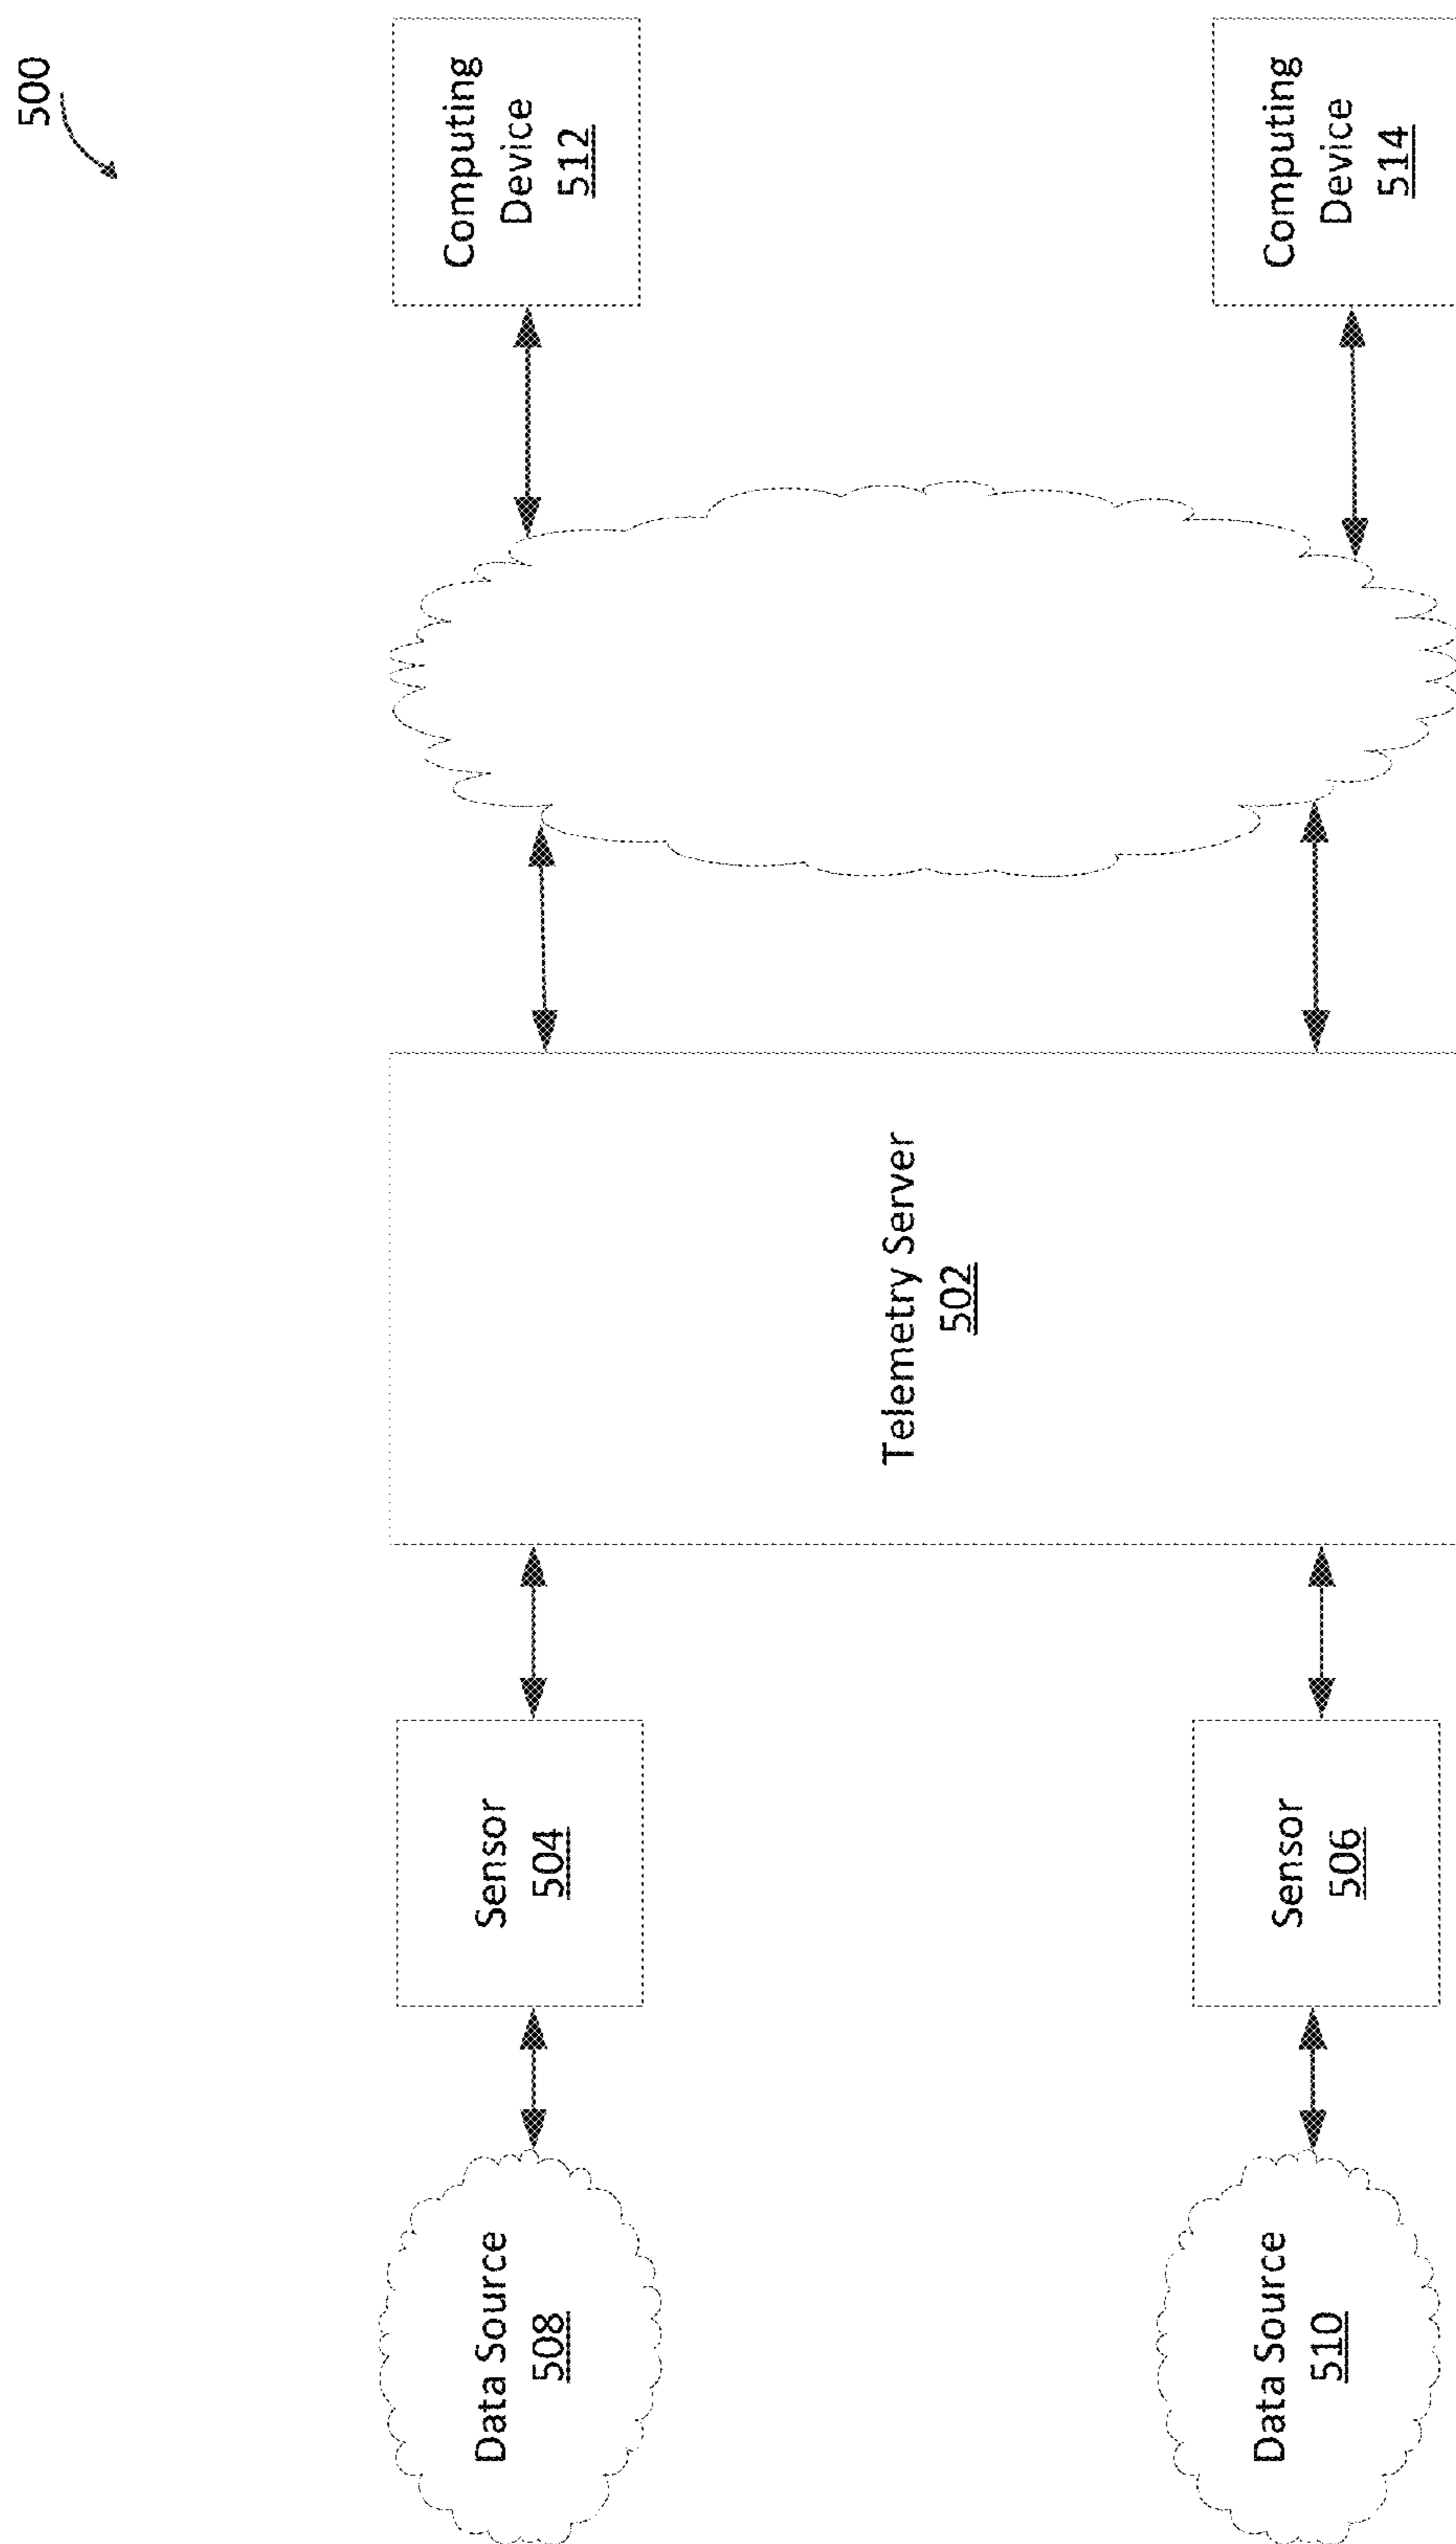 500
Data Source
508
Sensor
504
Telemetry Server
502
Computing
Device
512
Data Source
510
Sensor
506
Computing
Device
514